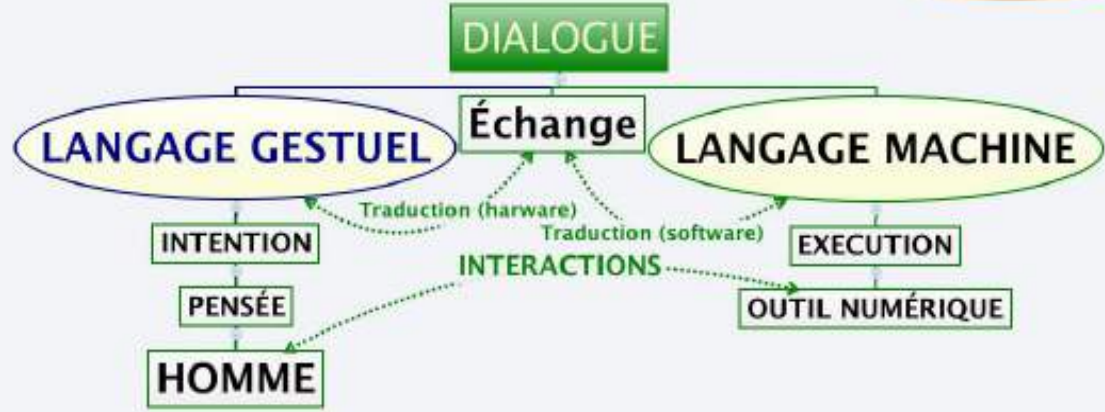 DIALOGUE
LANGAGE GESTUEL
Échange
LANGAGE MACHINE
Traduction (harware)
Traduction (software)
INTENTION
EXECUTION
INTERACTIONS
PENSÉE
OUTIL NUMÉRIQUE
HOMME